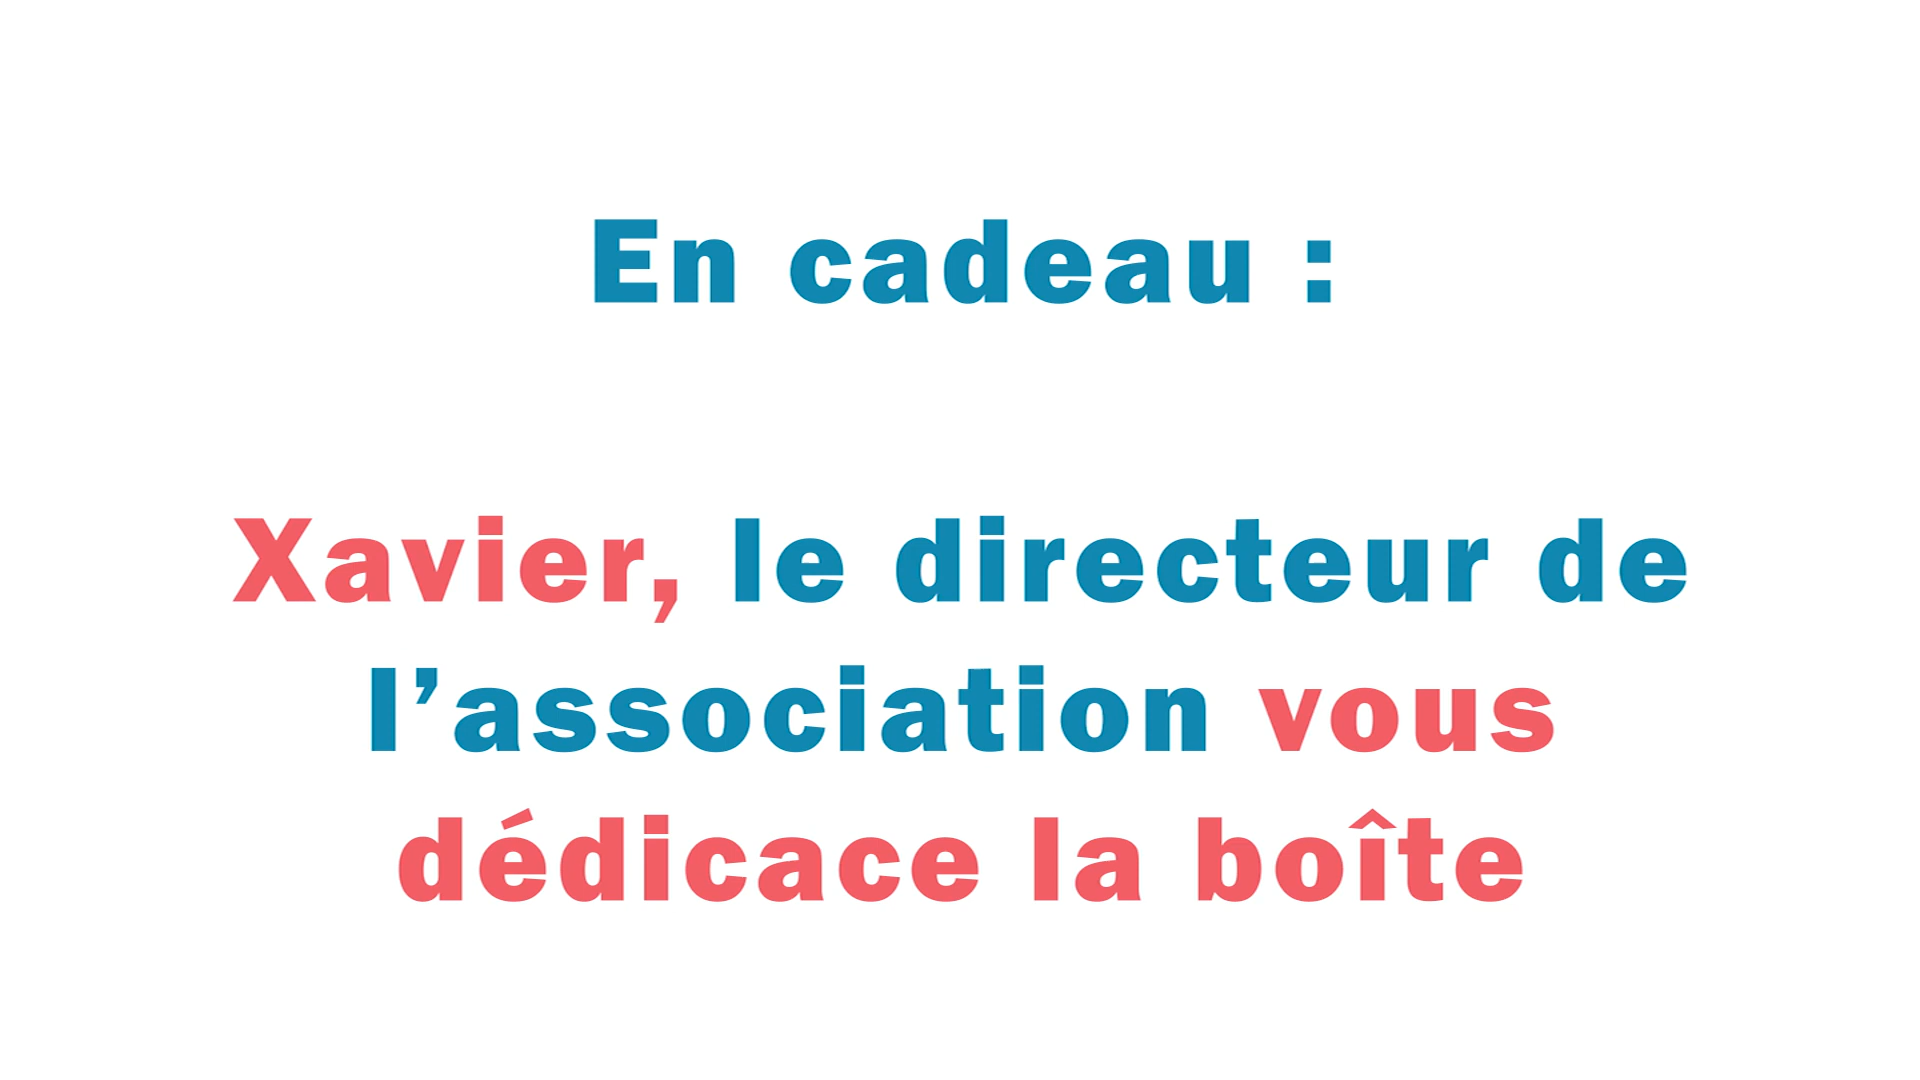 En cadeau :
Xavier, le directeur de
l’association vous
dédicace la boîte